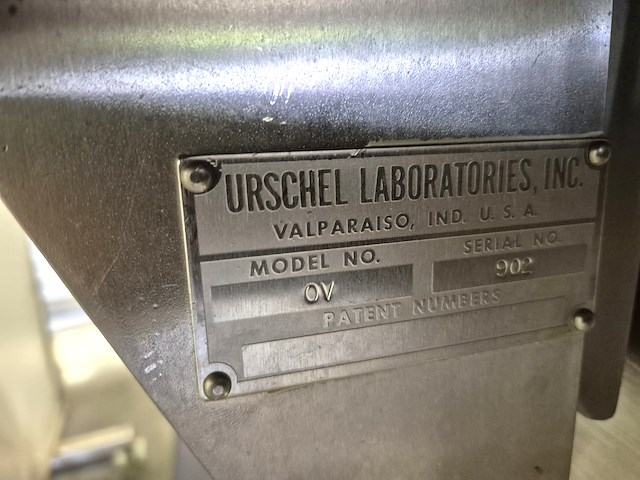 URSCHEL LABORATORIES, INC.
VALPARAISO, IND. U. S. A.
MODEL NO.
SERIAL NO.
OV
902
PATENT NUMBERS